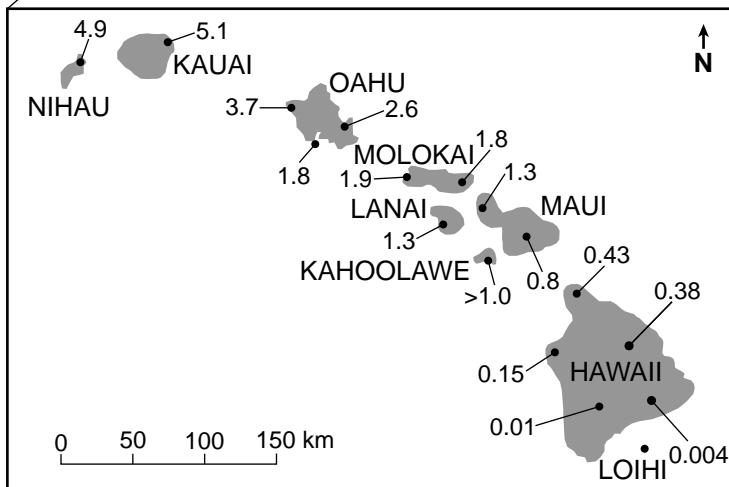 4.9
5.1
KAUAI
N
NIHAU
OAHU
3.7
2.6
1.8
MOLOKAI
1.8
1.9
1.3
LANAI
MAUI
1.3
KAHOOLAWE
>1.0
0.8
0.43
0.38
0.15
HAWAII
0.01
0.004
LOIHI
0 50 100 150 km